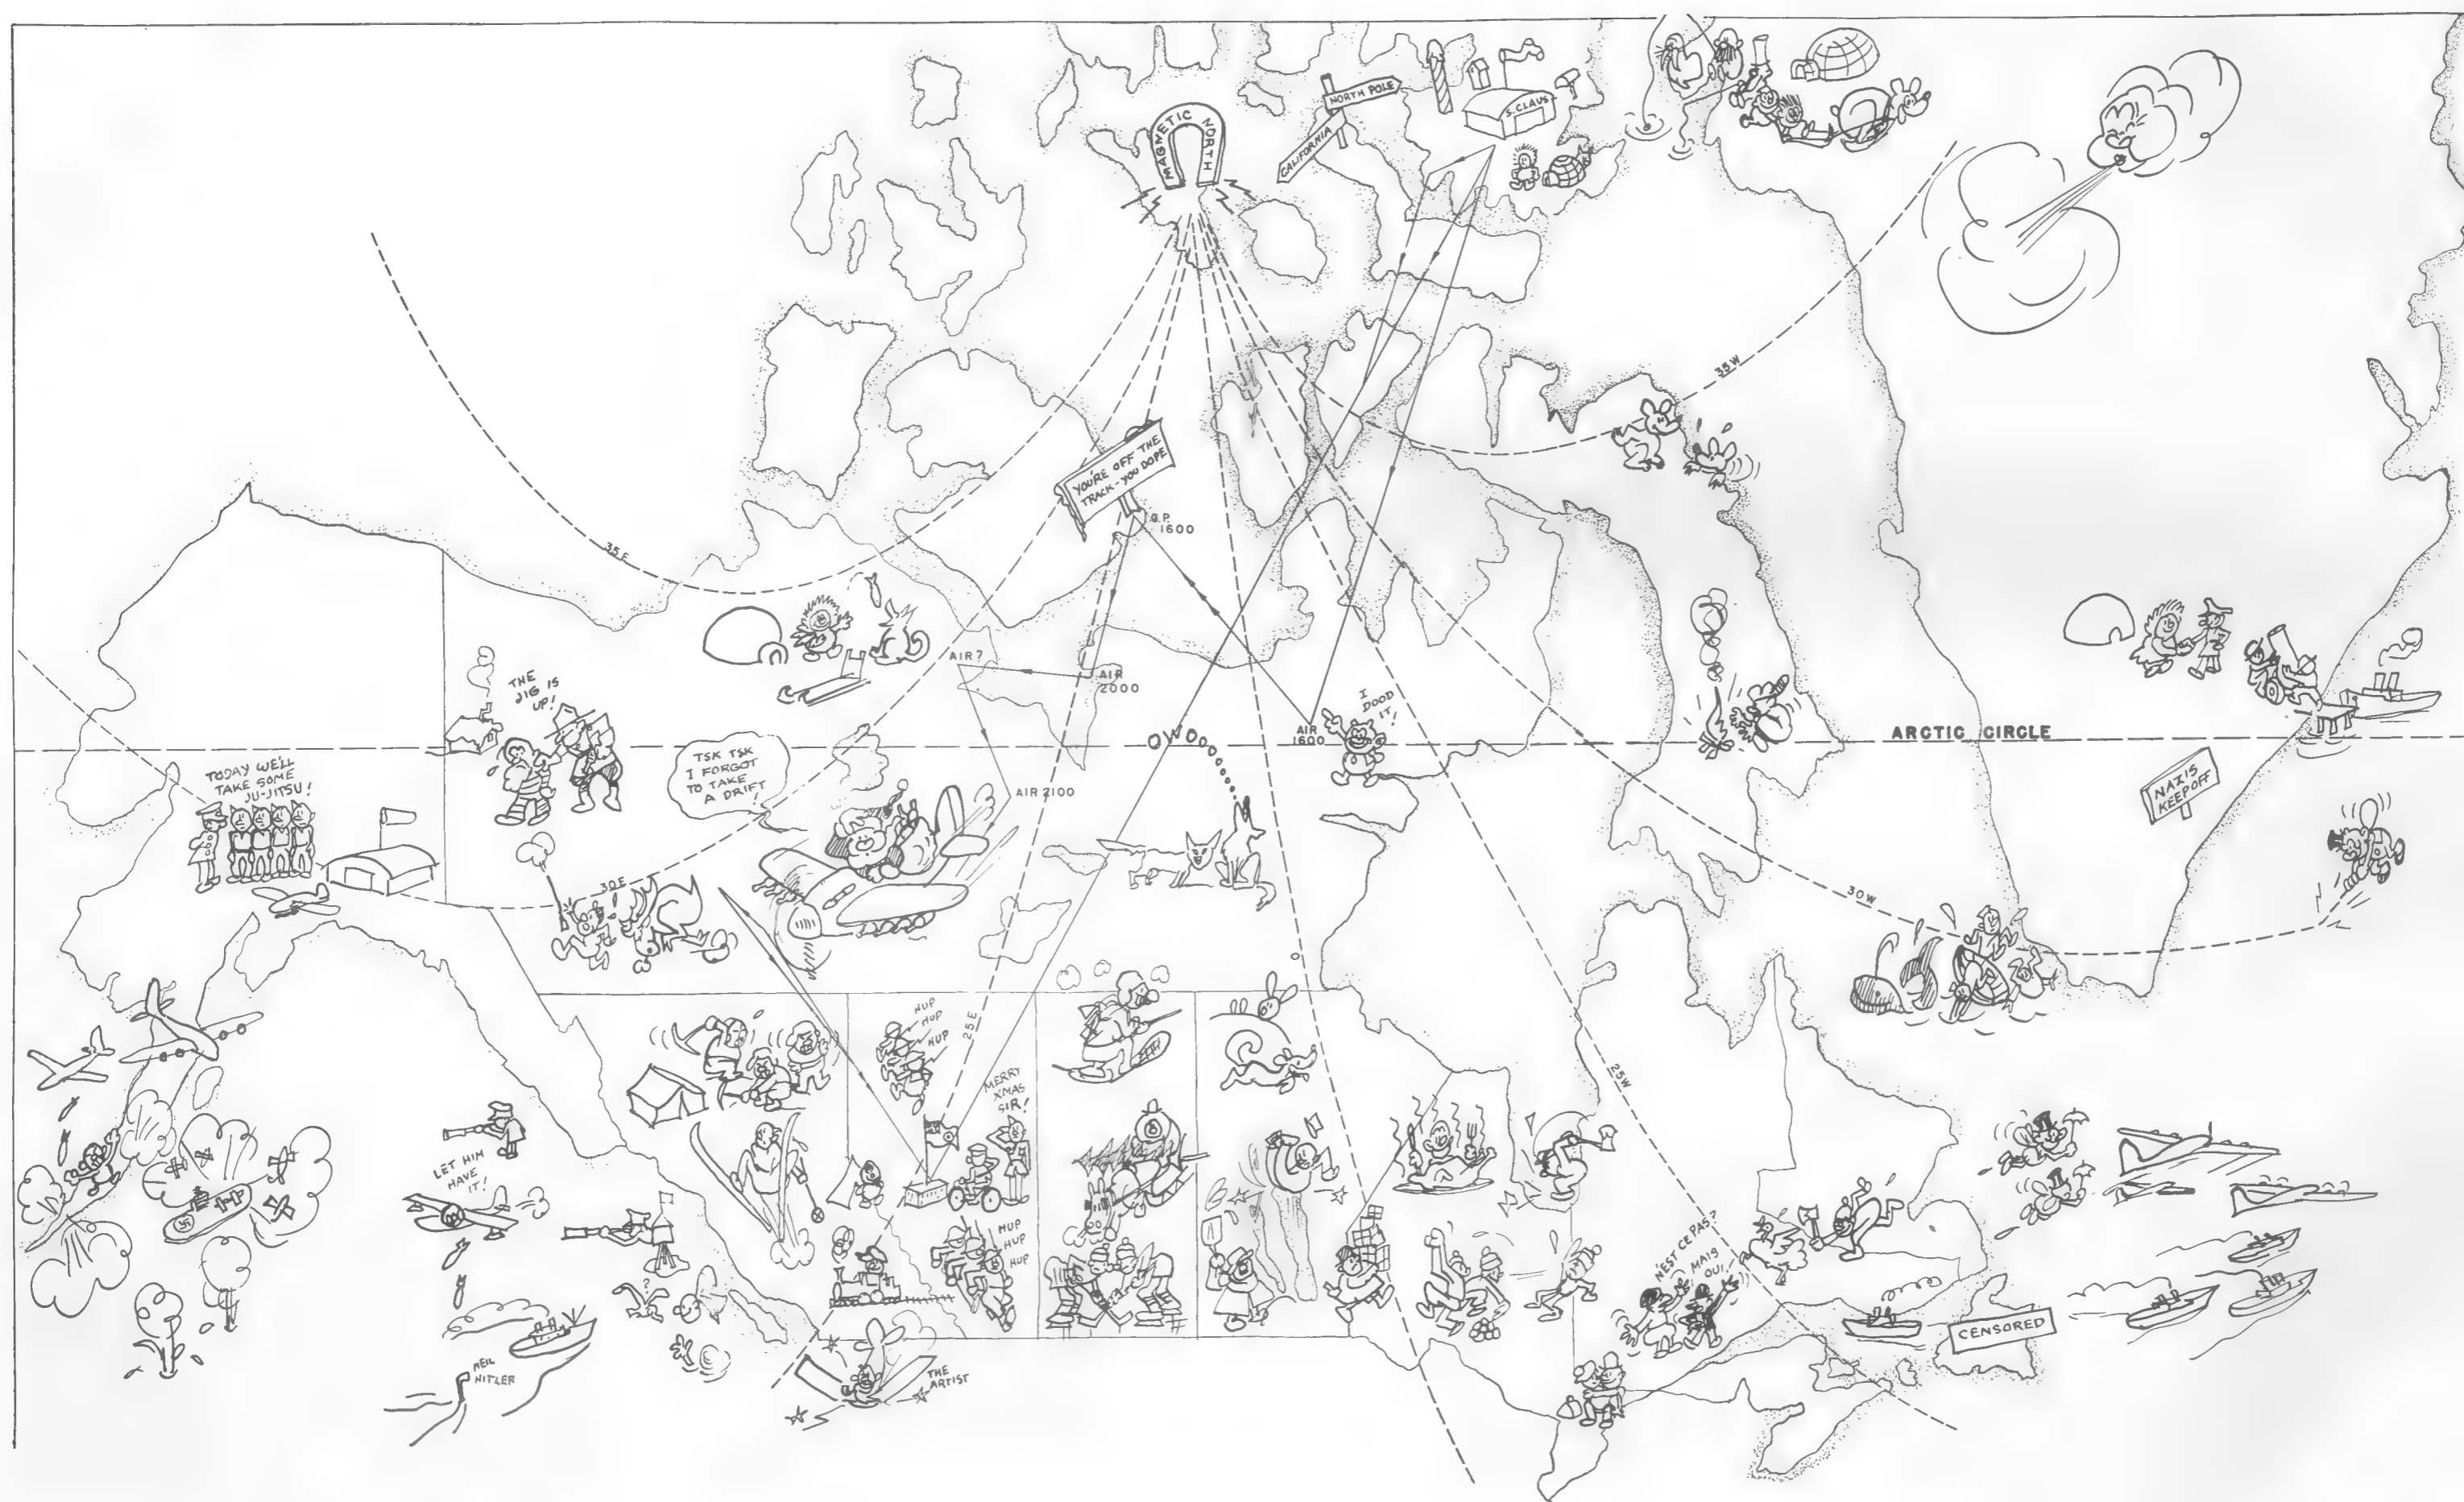 MAGNETIC NORTH
NORTH POLE
CALIFORNIA
S. CLAUS
35 W
YOU'RE OFF THE
TRACK - YOU DOPE
G.P.
1600
35 E
AIR ?
AIR
2000
THE
JIG IS
UP!
I
DOOD
IT!
AIR
1600
OWOooooo
ARCTIC CIRCLE
TSK TSK
I FORGOT
TO TAKE
A DRIFT
!
AIR 2100
TODAY WE'LL
TAKE SOME
JU-JITSU!
NAZIS
KEEP OFF
30 E
30 W
HUP
HUP
HUP
25 E
MERRY
XMAS
SIR!
25 W
LET HIM
HAVE
IT!
HUP
HUP
HUP
N'EST CE PAS?
MAIS
OUI,
HEIL
HITLER
THE
ARTIST
CENSORED